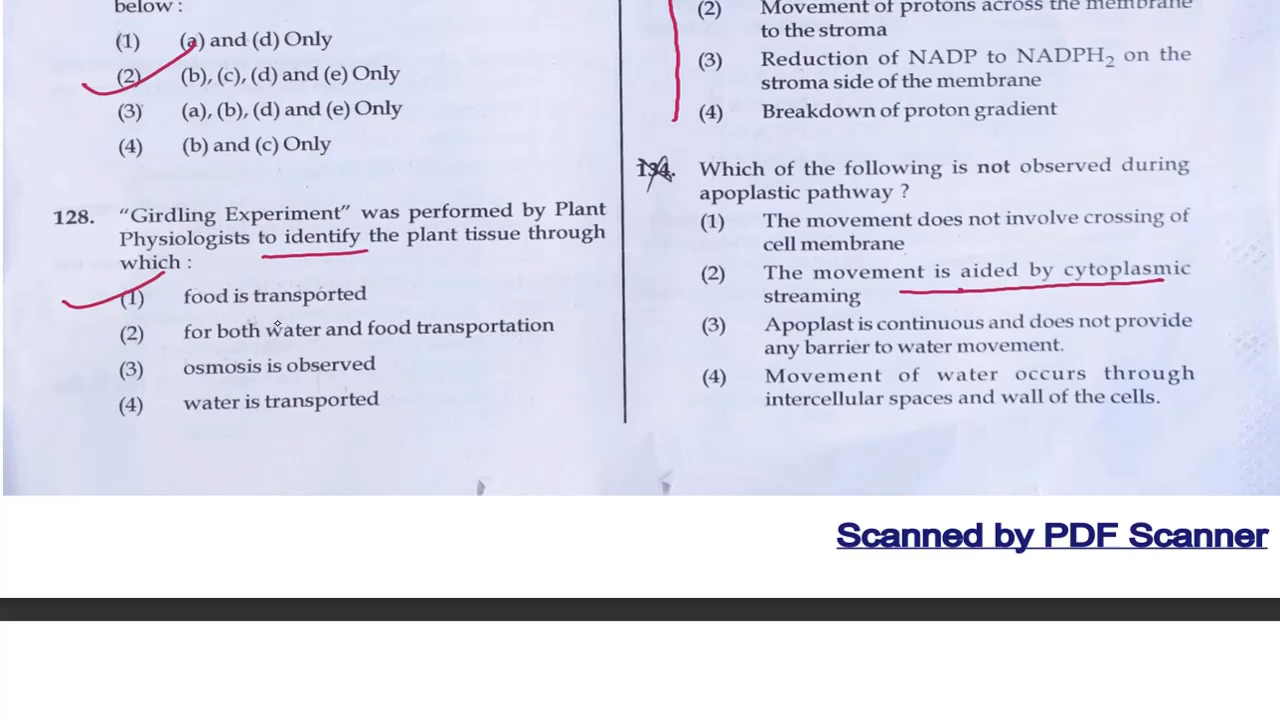 below :
(1) (a) and (d) Only
(2) (b), (c), (d) and (e) Only
(3) (a), (b), (d) and (e) Only
(4) (b) and (c) Only
128. “Girdling Experiment” was performed by Plant
Physiologists to identify the plant tissue through
which :
(1) food is transported
(2) for both water and food transportation
(3) osmosis is observed
(4) water is transported
(2) Movement of protons across the membrane
to the stroma
(3) Reduction of NADP to NADPH₂ on the
stroma side of the membrane
(4) Breakdown of proton gradient
134. Which of the following is not observed during
apoplastic pathway ?
(1) The movement does not involve crossing of
cell membrane
(2) The movement is aided by cytoplasmic
streaming
(3) Apoplast is continuous and does not provide
any barrier to water movement.
(4) Movement of water occurs through
intercellular spaces and wall of the cells.
Scanned by PDF Scanner